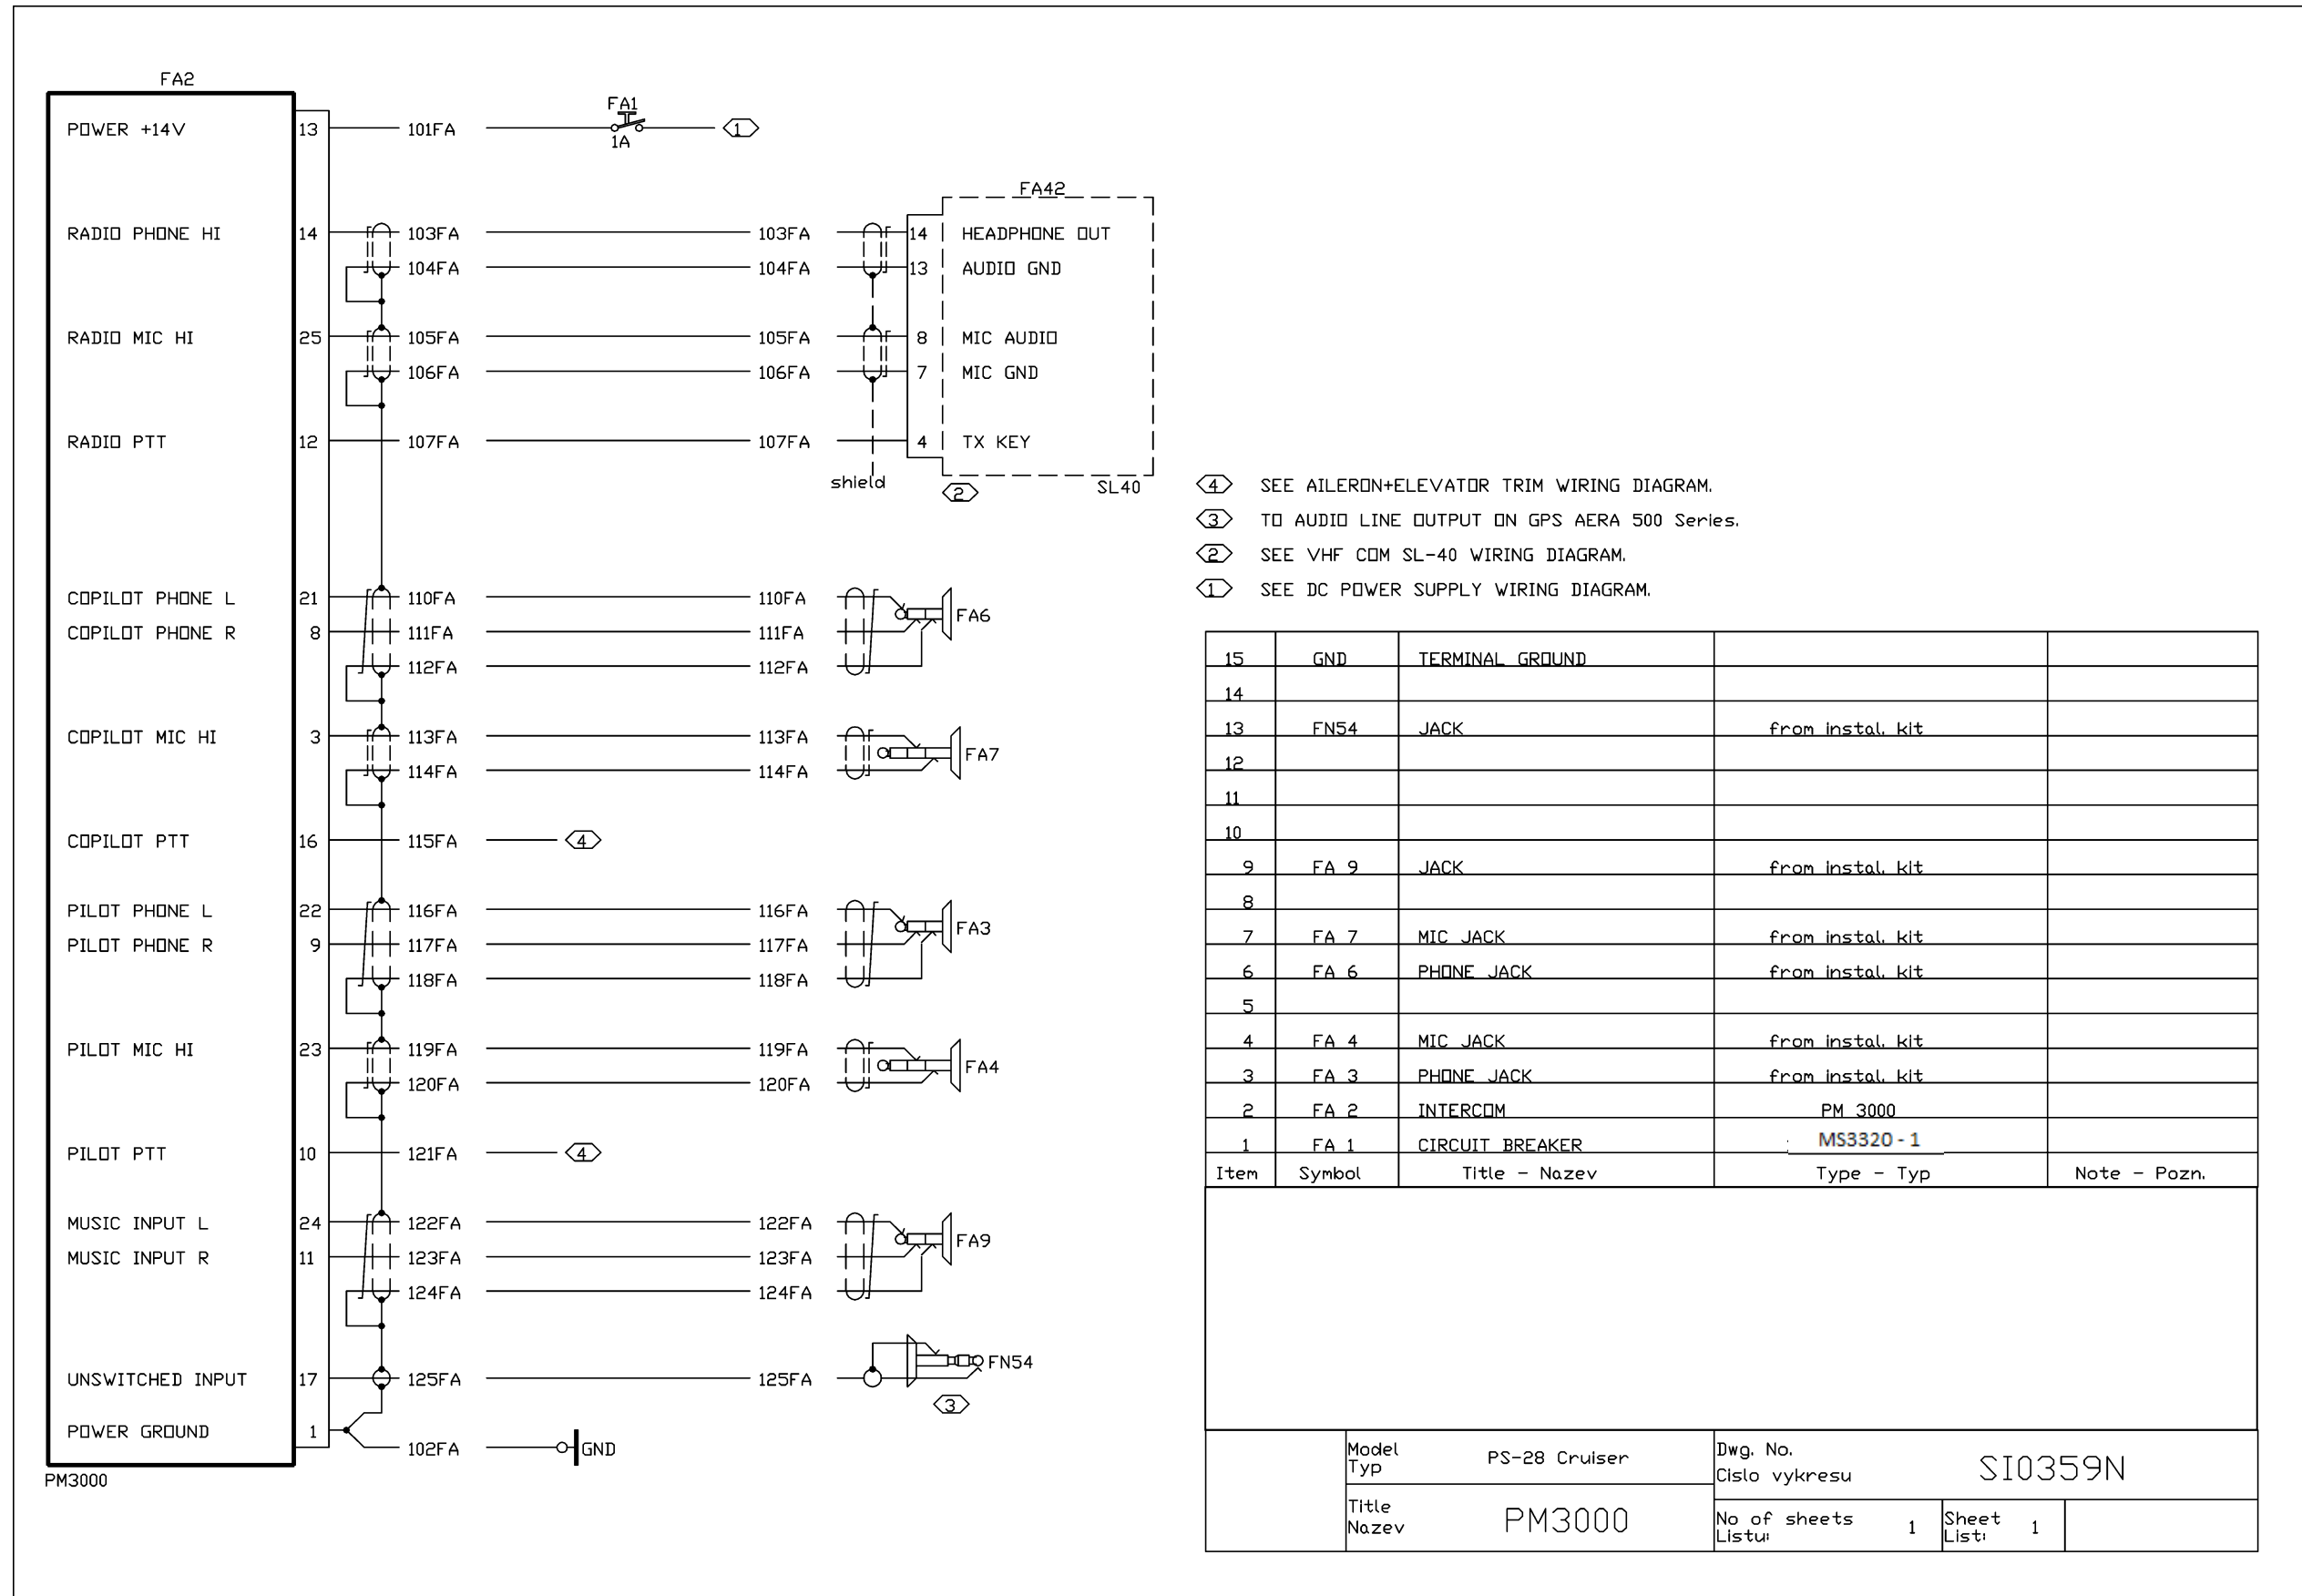 FA2
POWER +14V 13 101FA FA1 1A 1
RADIO PHONE HI 14 103FA 103FA 14 HEADPHONE OUT
104FA 104FA 13 AUDIO GND
RADIO MIC HI 25 105FA 105FA 8 MIC AUDIO
106FA 106FA 7 MIC GND
RADIO PTT 12 107FA 107FA 4 TX KEY
FA42
shield
2
SL40
COPILOT PHONE L 21 110FA 110FA
COPILOT PHONE R 8 111FA 111FA FA6
112FA 112FA
COPILOT MIC HI 3 113FA 113FA FA7
114FA 114FA
COPILOT PTT 16 115FA 4
PILOT PHONE L 22 116FA 116FA FA3
PILOT PHONE R 9 117FA 117FA
118FA 118FA
PILOT MIC HI 23 119FA 119FA FA4
120FA 120FA
PILOT PTT 10 121FA 4
MUSIC INPUT L 24 122FA 122FA FA9
MUSIC INPUT R 11 123FA 123FA
124FA 124FA
UNSWITCHED INPUT 17 125FA 125FA FN54
3
POWER GROUND 1 102FA GND
PM3000
4 SEE AILERON+ELEVATOR TRIM WIRING DIAGRAM.
3 TO AUDIO LINE OUTPUT ON GPS AERA 500 Series.
2 SEE VHF COM SL-40 WIRING DIAGRAM.
1 SEE DC POWER SUPPLY WIRING DIAGRAM.
15 GND TERMINAL GROUND
14
13 FN54 JACK from instal. kit
12
11
10
9 FA 9 JACK from instal. kit
8
7 FA 7 MIC JACK from instal. kit
6 FA 6 PHONE JACK from instal. kit
5
4 FA 4 MIC JACK from instal. kit
3 FA 3 PHONE JACK from instal. kit
2 FA 2 INTERCOM PM 3000
1 FA 1 CIRCUIT BREAKER MS3320 - 1
Item Symbol Title - Nazev Type - Typ Note - Pozn.
Model
Typ
PS-28 Cruiser
Dwg. No.
Cislo vykresu
SI0359N
Title
Nazev
PM3000
No of sheets
Listu:
1
Sheet
List:
1